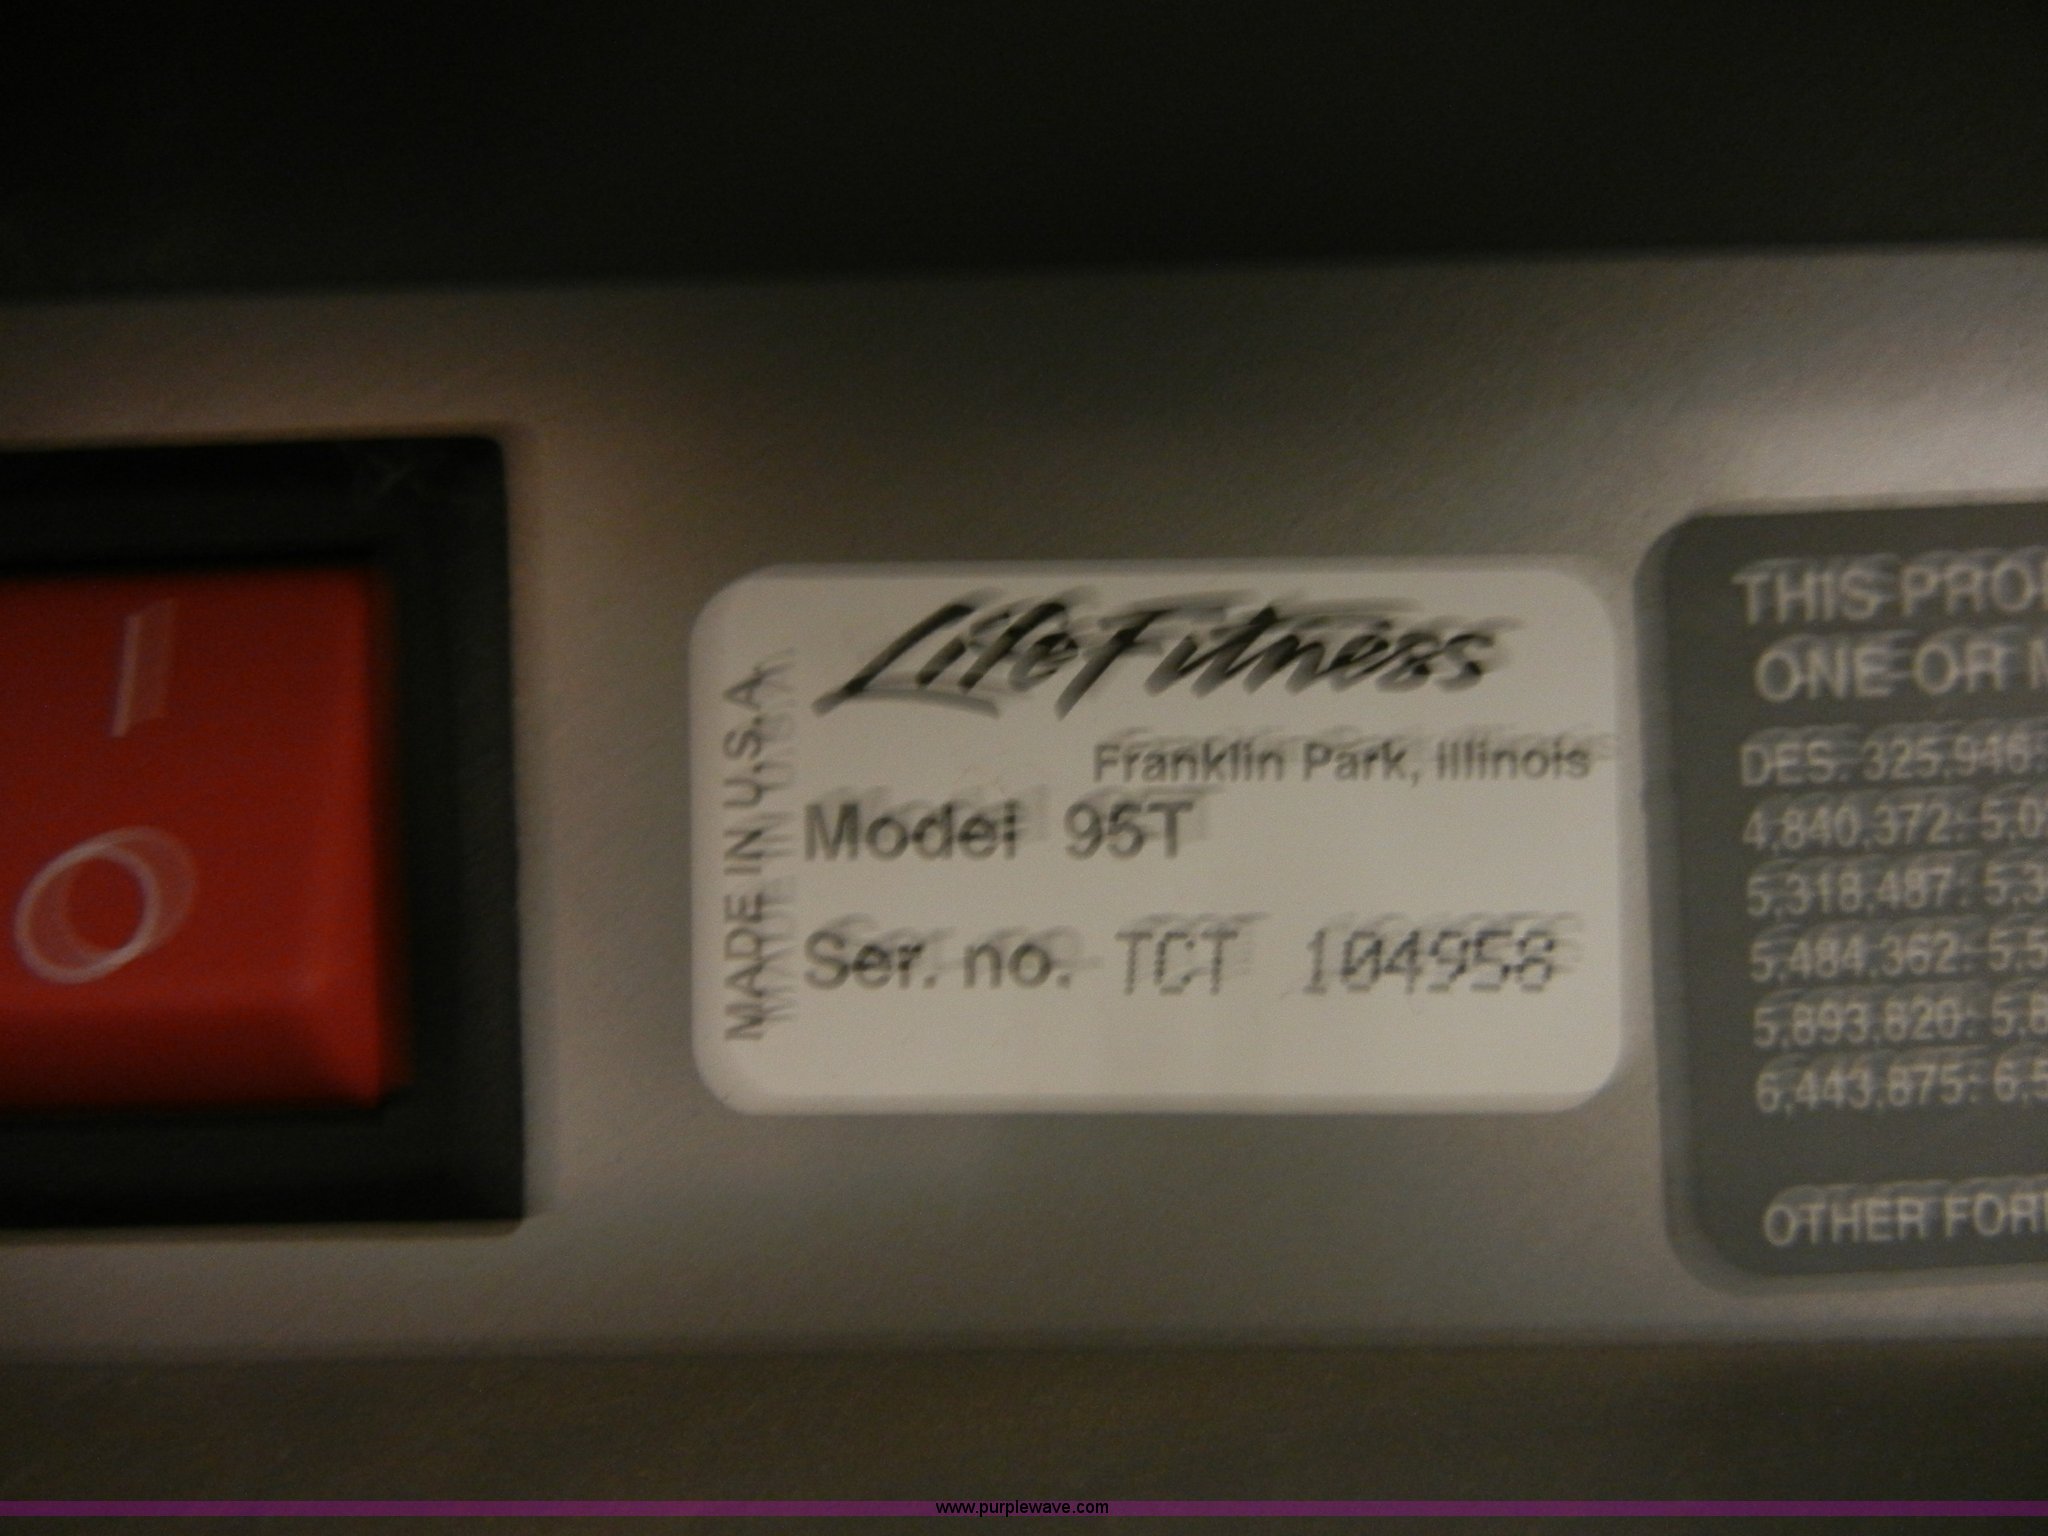 I
O
MADE IN U.S.A.
Life Fitness
Franklin Park, Illinois
Model 95T
Ser. no. TCT 104958
THIS PRO
ONE OR
DES. 325,946;
4,840,372; 5,0
5,318,487; 5,3
5,484,362; 5,5
5,893,820; 5,8
6,443,875; 6,5
OTHER FOR
www.purplewave.com